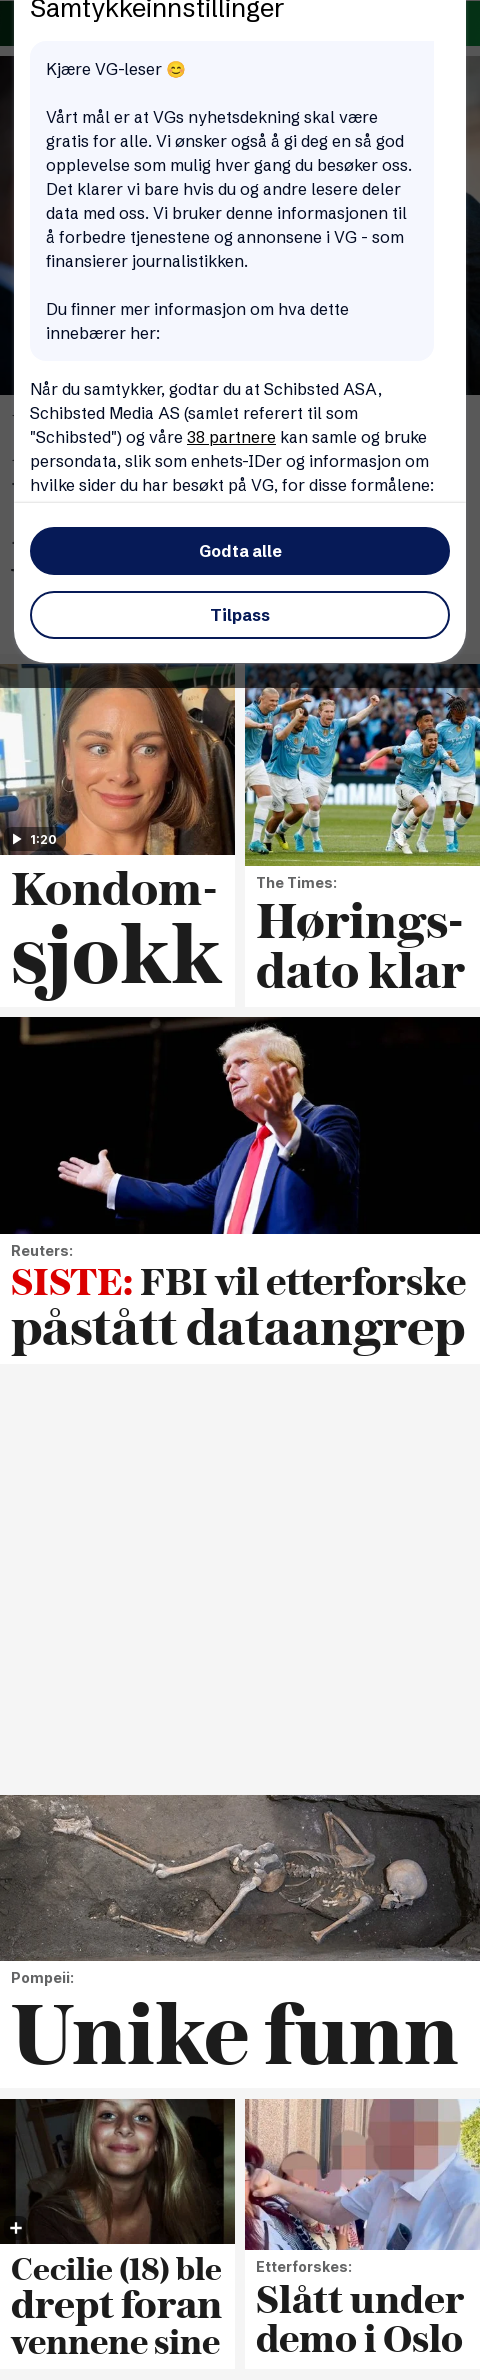 Samtykkeinnstillinger
Kjære VG-leser 😊
Vårt mål er at VGs nyhetsdekning skal være
gratis for alle. Vi ønsker også å gi deg en så god
opplevelse som mulig hver gang du besøker oss.
Det klarer vi bare hvis du og andre lesere deler
data med oss. Vi bruker denne informasjonen til
å forbedre tjenestene og annonsene i VG - som
finansierer journalistikken.
Du finner mer informasjon om hva dette
innebærer her:
Når du samtykker, godtar du at Schibsted ASA,
Schibsted Media AS (samlet referert til som
"Schibsted") og våre 38 partnere kan samle og bruke
persondata, slik som enhets-IDer og informasjon om
hvilke sider du har besøkt på VG, for disse formålene:
Godta alle
Tilpass
1:20
Kondom-
sjokk
The Times:
Hørings-
dato klar
Reuters:
SISTE: FBI vil etterforske
påstått dataangrep
Pompeii:
Unike funn
Cecilie (18) ble
drept foran
vennene sine
Etterforskes:
Slått under
demo i Oslo